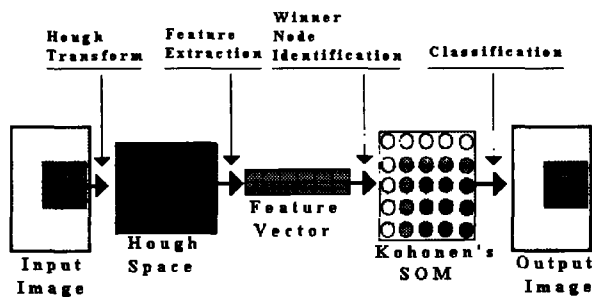 Hough
Transform
Feature
Extraction
Winner
Node
Identification
Classification
Input
Image
Hough
Space
Feature
Vector
Kohonen's
SOM
Output
Image